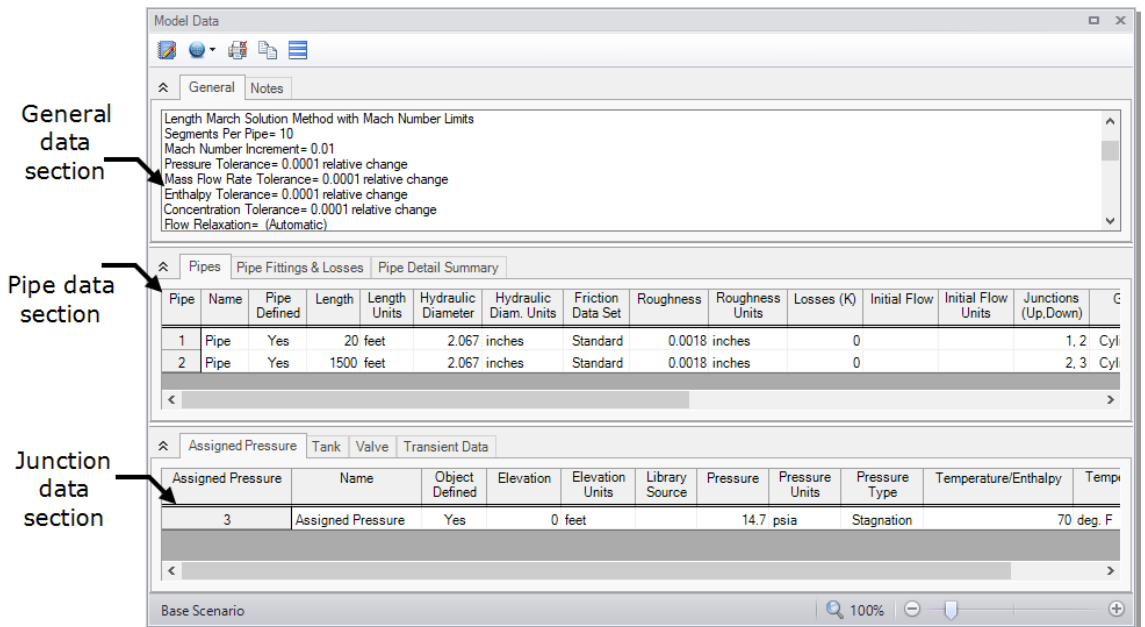 Model Data
General Notes
General
data
section
Length March Solution Method with Mach Number Limits
Segments Per Pipe= 10
Mach Number Increment= 0.01
Pressure Tolerance= 0.0001 relative change
Mass Flow Rate Tolerance= 0.0001 relative change
Enthalpy Tolerance= 0.0001 relative change
Concentration Tolerance= 0.0001 relative change
Flow Relaxation= (Automatic)
Pipe data
section
Pipes Pipe Fittings & Losses Pipe Detail Summary
Pipe Name Pipe Defined Length Length Units Hydraulic Diameter Hydraulic Diam. Units Friction Data Set Roughness Roughness Units Losses (K) Initial Flow Initial Flow Units Junctions (Up,Down) G
1 Pipe Yes 20 feet 2.067 inches Standard 0.0018 inches 0 1, 2 Cyli
2 Pipe Yes 1500 feet 2.067 inches Standard 0.0018 inches 0 2, 3 Cyli
Junction
data
section
Assigned Pressure Tank Valve Transient Data
Assigned Pressure Name Object Defined Elevation Elevation Units Library Source Pressure Pressure Units Pressure Type Temperature/Enthalpy Tempe
3 Assigned Pressure Yes 0 feet 14.7 psia Stagnation 70 deg. F
Base Scenario 100%